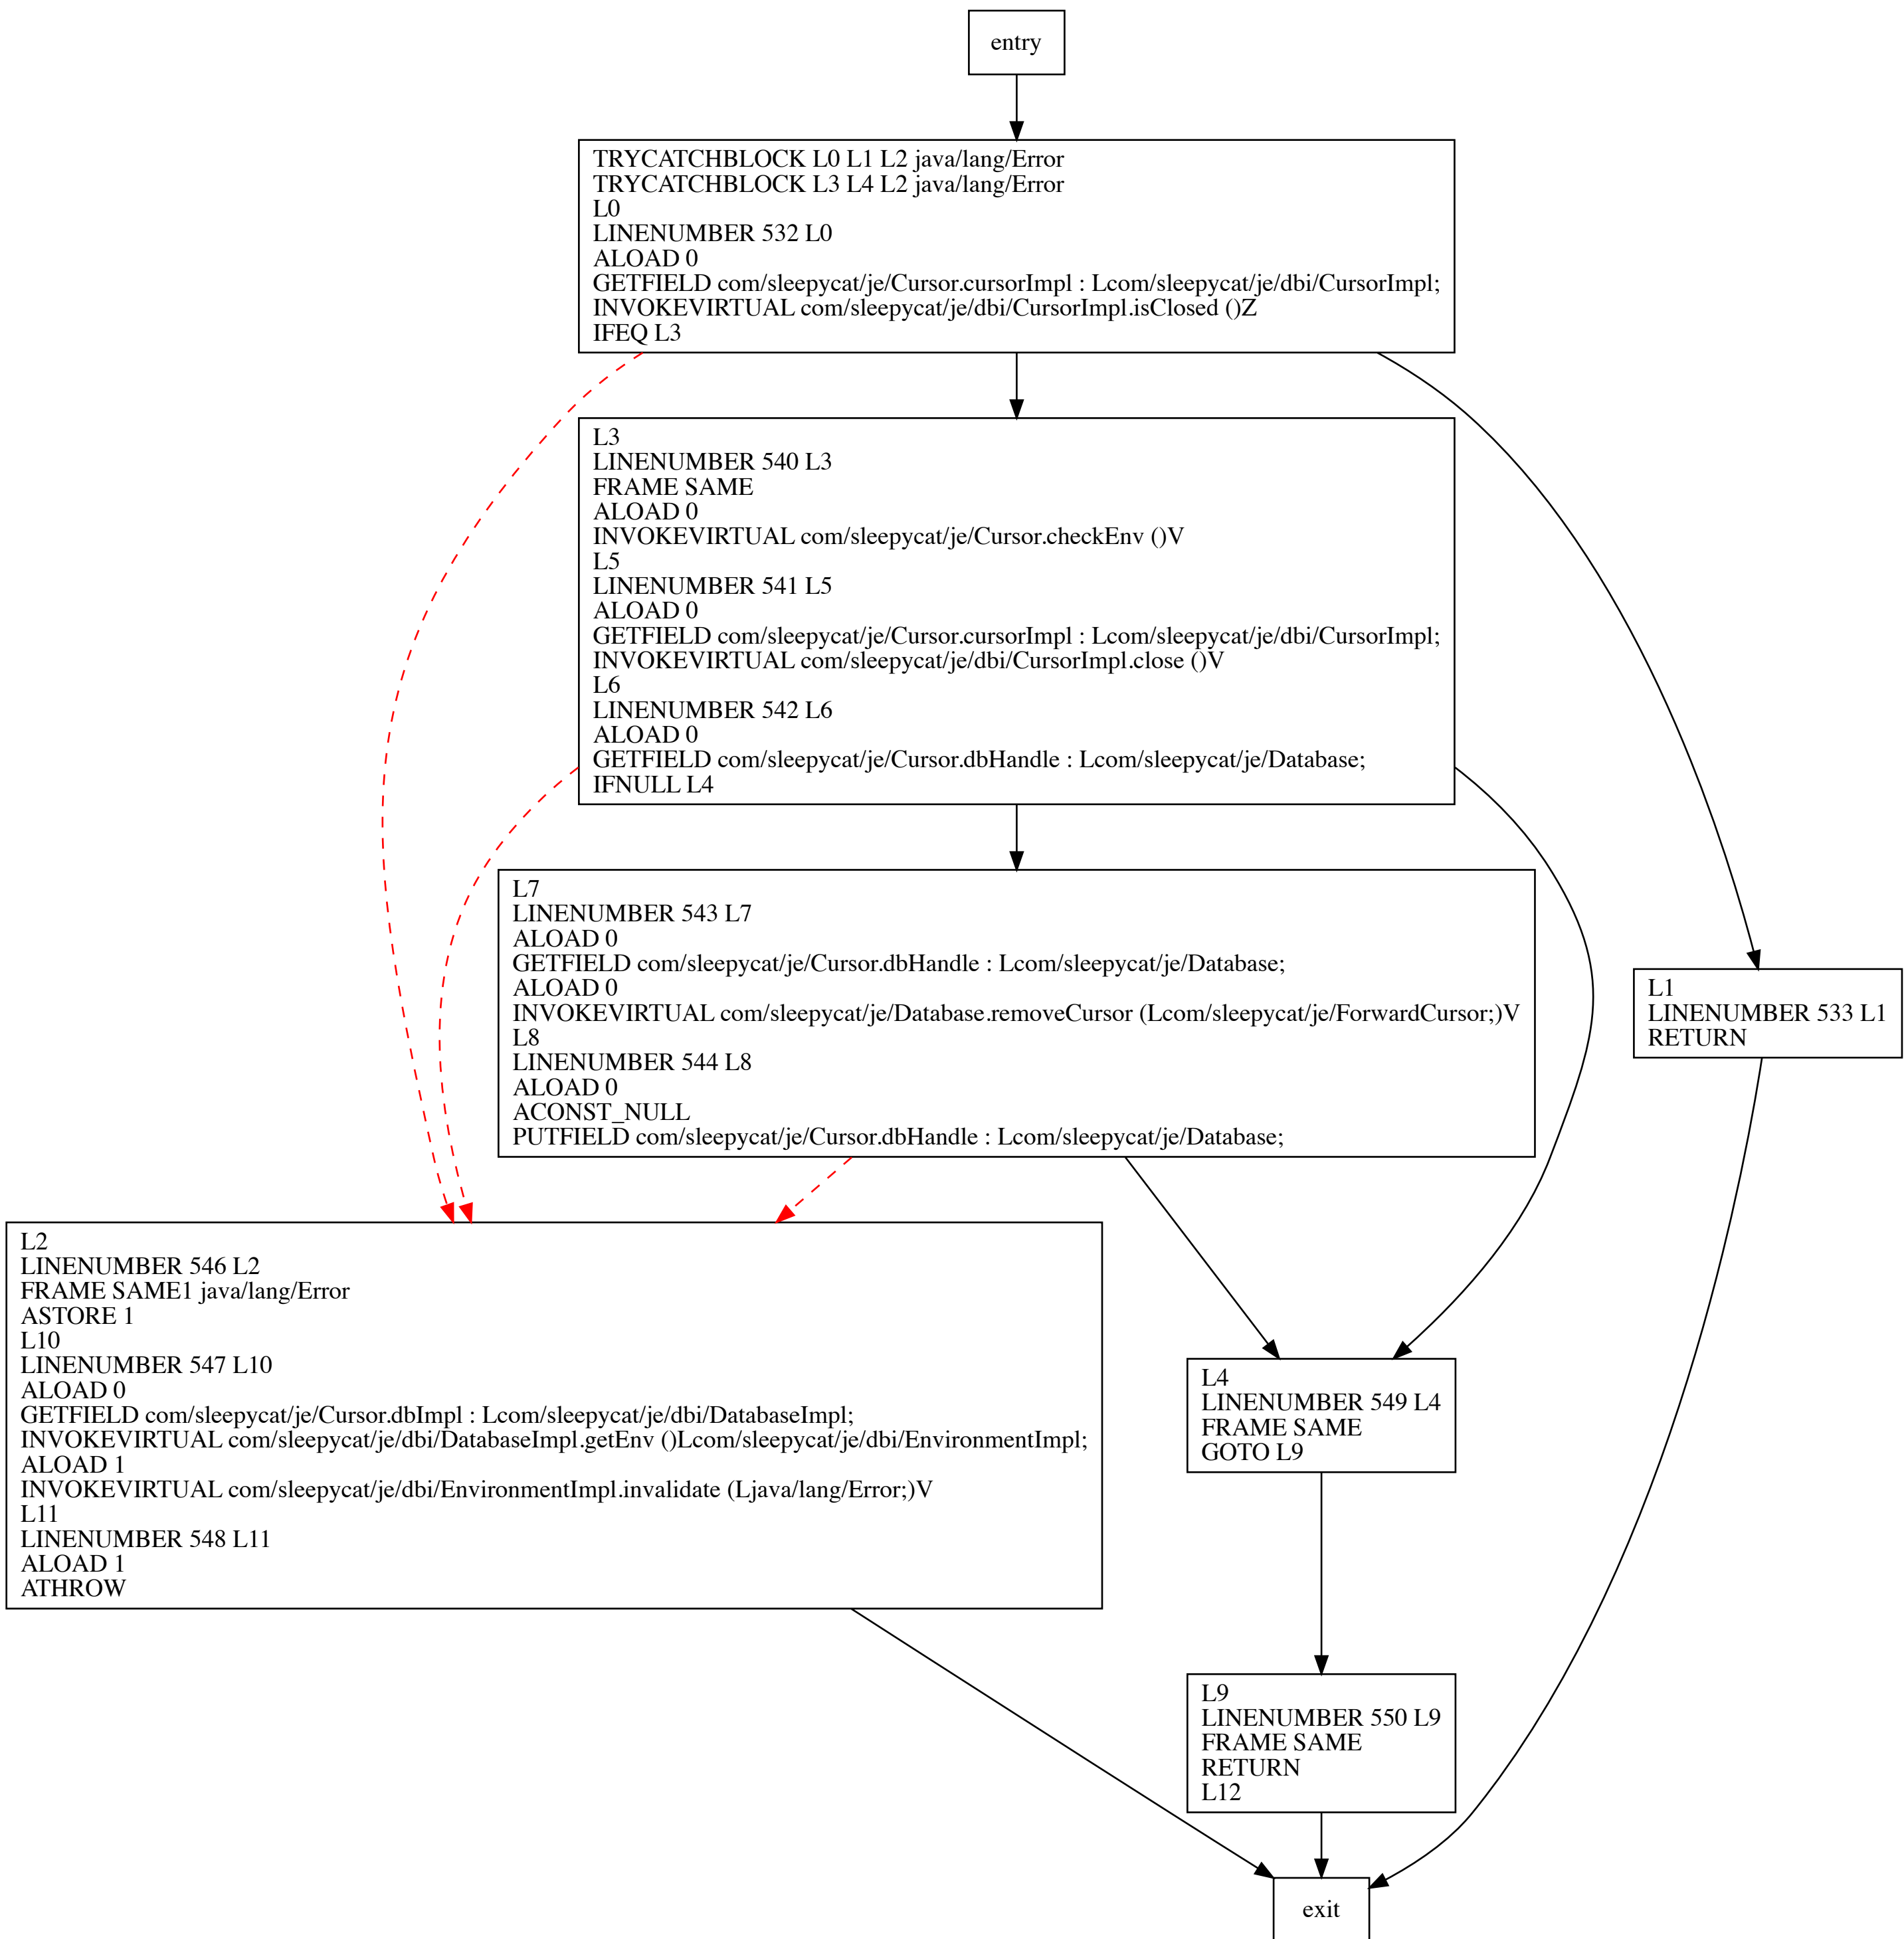 entry
TRYCATCHBLOCK L0 L1 L2 java/lang/Error
TRYCATCHBLOCK L3 L4 L2 java/lang/Error
L0
LINENUMBER 532 L0
ALOAD 0
GETFIELD com/sleepycat/je/Cursor.cursorImpl : Lcom/sleepycat/je/dbi/CursorImpl;
INVOKEVIRTUAL com/sleepycat/je/dbi/CursorImpl.isClosed ()Z
IFEQ L3
L3
LINENUMBER 540 L3
FRAME SAME
ALOAD 0
INVOKEVIRTUAL com/sleepycat/je/Cursor.checkEnv ()V
L5
LINENUMBER 541 L5
ALOAD 0
GETFIELD com/sleepycat/je/Cursor.cursorImpl : Lcom/sleepycat/je/dbi/CursorImpl;
INVOKEVIRTUAL com/sleepycat/je/dbi/CursorImpl.close ()V
L6
LINENUMBER 542 L6
ALOAD 0
GETFIELD com/sleepycat/je/Cursor.dbHandle : Lcom/sleepycat/je/Database;
IFNULL L4
L7
LINENUMBER 543 L7
ALOAD 0
GETFIELD com/sleepycat/je/Cursor.dbHandle : Lcom/sleepycat/je/Database;
ALOAD 0
INVOKEVIRTUAL com/sleepycat/je/Database.removeCursor (Lcom/sleepycat/je/ForwardCursor;)V
L8
LINENUMBER 544 L8
ALOAD 0
ACONST_NULL
PUTFIELD com/sleepycat/je/Cursor.dbHandle : Lcom/sleepycat/je/Database;
L1
LINENUMBER 533 L1
RETURN
L2
LINENUMBER 546 L2
FRAME SAME1 java/lang/Error
ASTORE 1
L10
LINENUMBER 547 L10
ALOAD 0
GETFIELD com/sleepycat/je/Cursor.dbImpl : Lcom/sleepycat/je/dbi/DatabaseImpl;
INVOKEVIRTUAL com/sleepycat/je/dbi/DatabaseImpl.getEnv ()Lcom/sleepycat/je/dbi/EnvironmentImpl;
ALOAD 1
INVOKEVIRTUAL com/sleepycat/je/dbi/EnvironmentImpl.invalidate (Ljava/lang/Error;)V
L11
LINENUMBER 548 L11
ALOAD 1
ATHROW
L4
LINENUMBER 549 L4
FRAME SAME
GOTO L9
L9
LINENUMBER 550 L9
FRAME SAME
RETURN
L12
exit